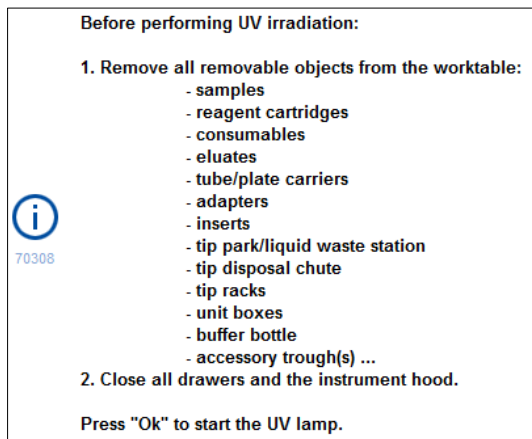 Before performing UV irradiation:
1. Remove all removable objects from the worktable:
- samples
- reagent cartridges
- consumables
- eluates
- tube/plate carriers
- adapters
- inserts
- tip park/liquid waste station
- tip disposal chute
- tip racks
- unit boxes
- buffer bottle
- accessory trough(s) ...
2. Close all drawers and the instrument hood.
Press "Ok" to start the UV lamp.
i
70308